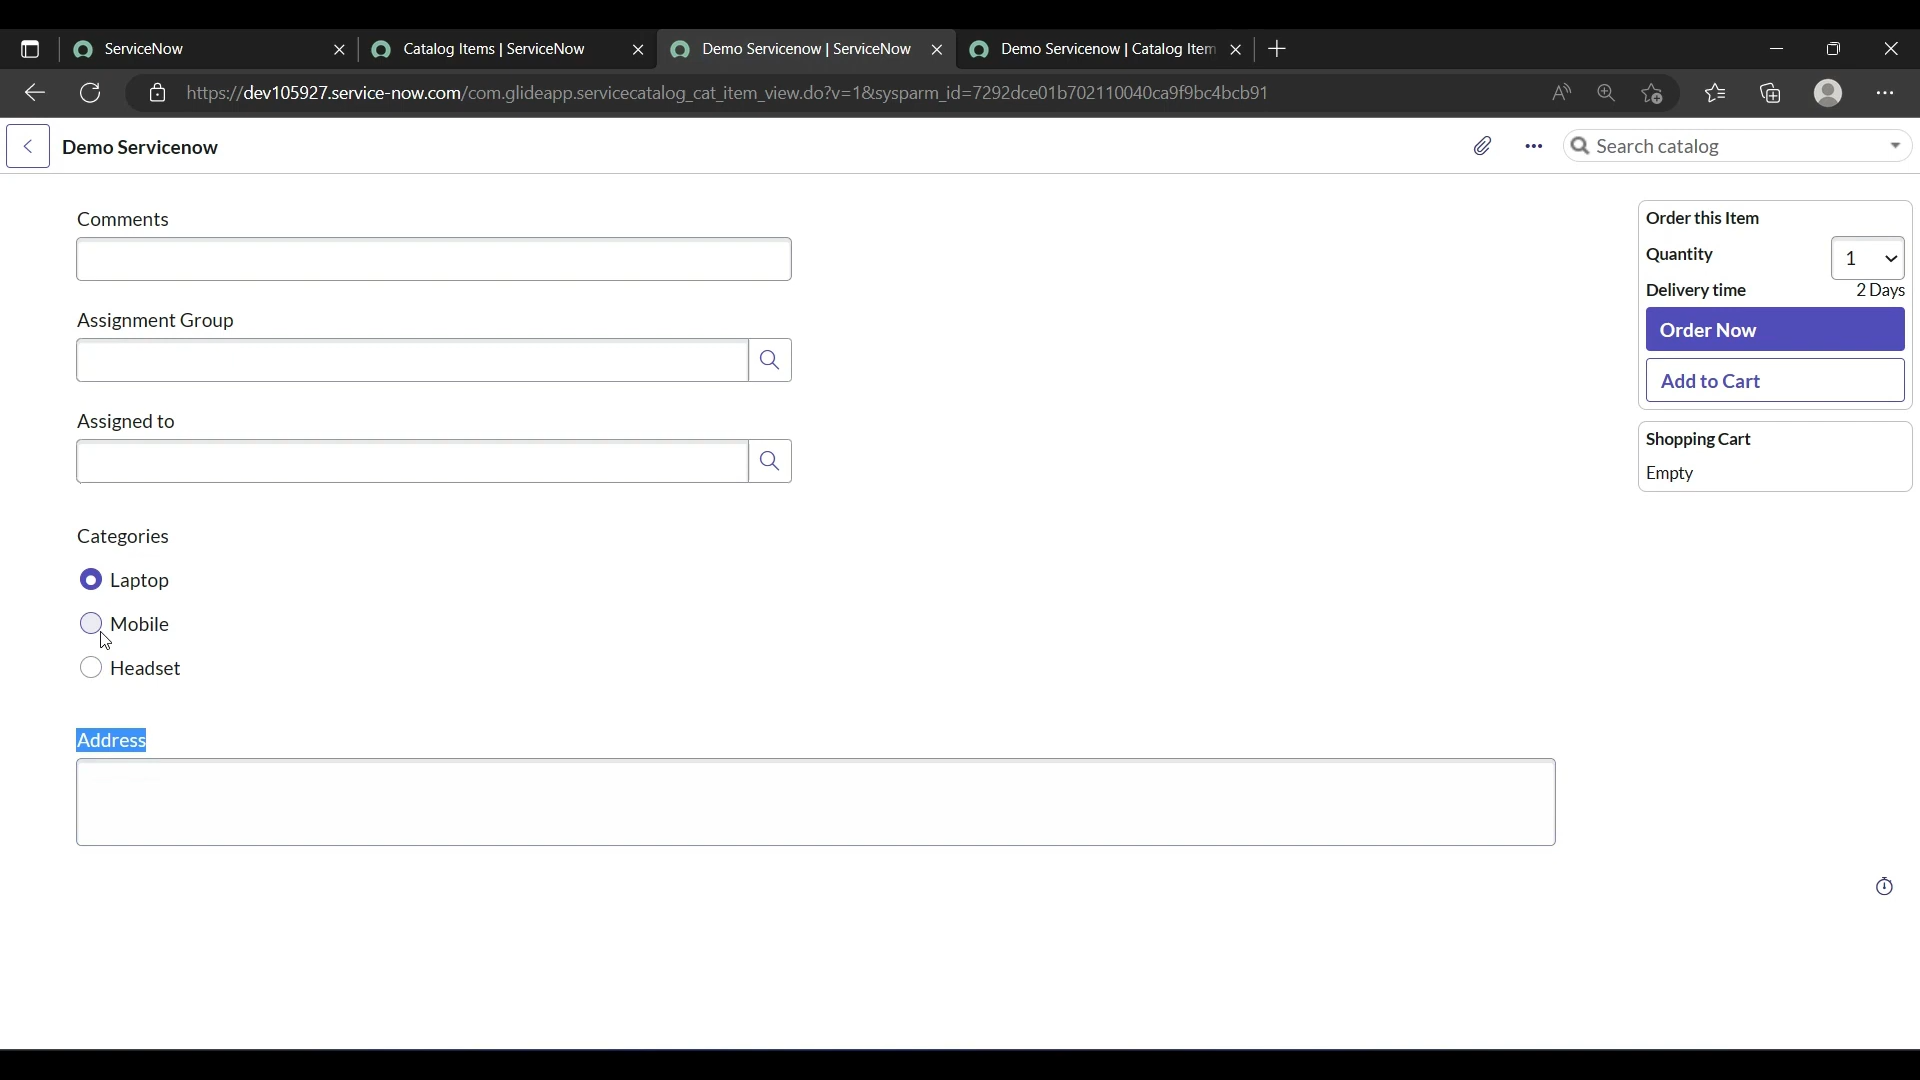 ServiceNow
Catalog Items | ServiceNow
Demo Servicenow | ServiceNow
Demo Servicenow | Catalog Item
https://dev105927.service-now.com/com.glideapp.servicecatalog_cat_item_view.do?v=1&sysparm_id=7292dce01b702110040ca9f9bc4bcb91
Demo Servicenow
Search catalog
Comments
Assignment Group
Assigned to
Categories
Laptop
Mobile
Headset
Address
Order this Item
Quantity
1
Delivery time
2 Days
Order Now
Add to Cart
Shopping Cart
Empty